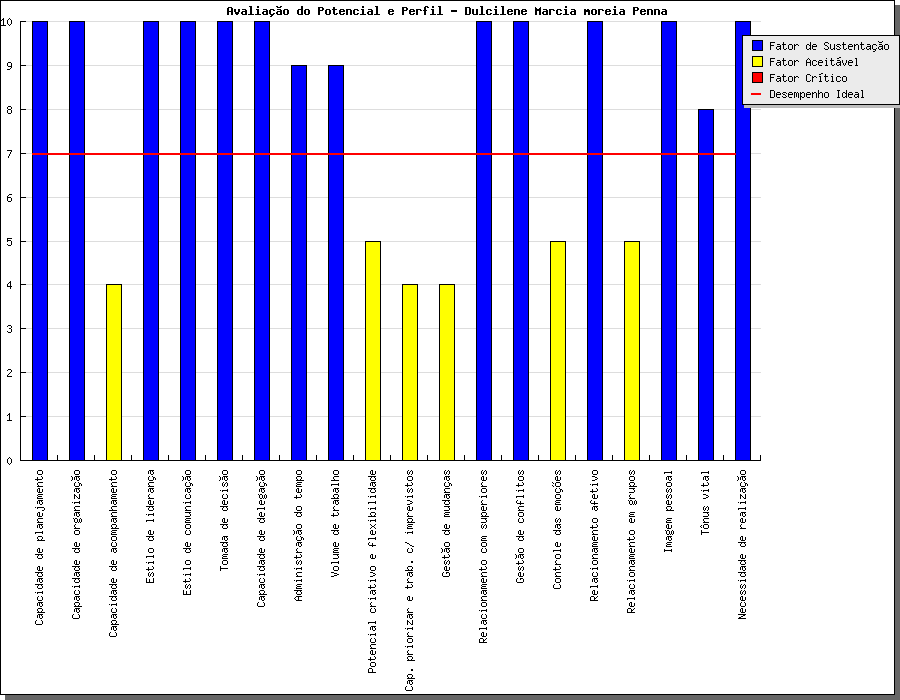 Avaliação do Potencial e Perfil - Dulcilene Marcia moreia Penna
Fator de Sustentação
Fator Aceitável
Fator Crítico
Desempenho Ideal
10
9
8
7
6
5
4
3
2
1
0
Capacidade de planejamento
Capacidade de organização
Capacidade de acompanhamento
Estilo de liderança
Estilo de comunicação
Tomada de decisão
Capacidade de delegação
Administração do tempo
Volume de trabalho
Potencial criativo e flexibilidade
Cap. priorizar e trab. c/ imprevistos
Gestão de mudanças
Relacionamento com superiores
Gestão de conflitos
Controle das emoções
Relacionamento afetivo
Relacionamento em grupos
Imagem pessoal
Tônus vital
Necessidade de realização